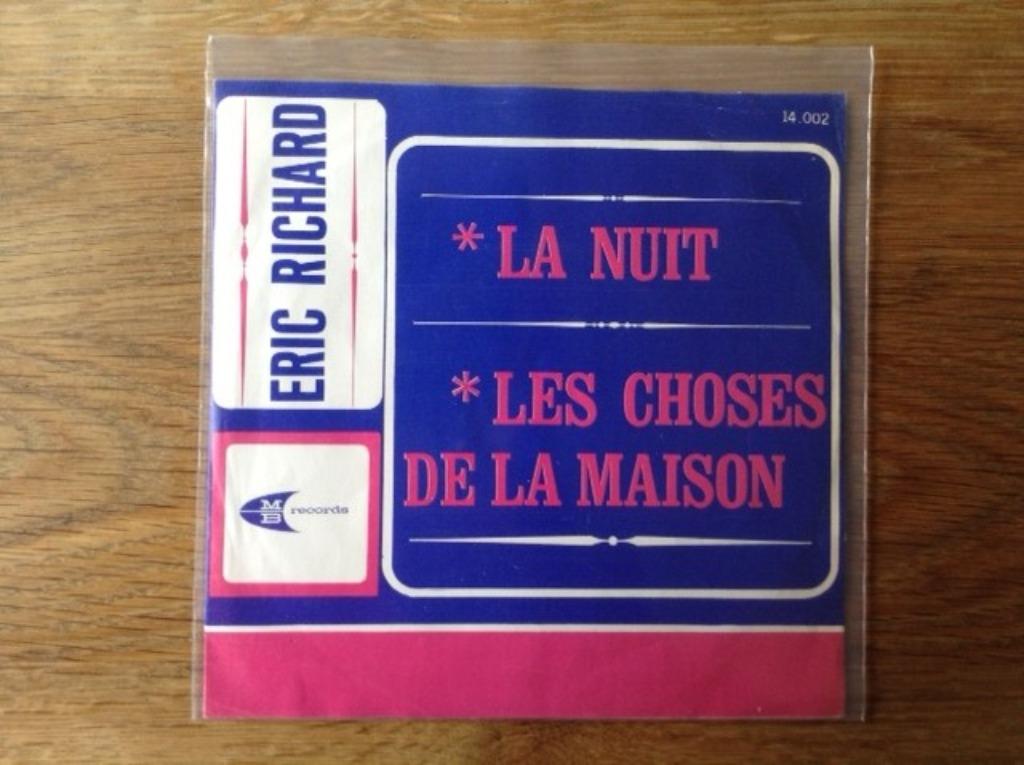 14.002
ERIC RICHARD
* LA NUIT
* LES CHOSES
DE LA MAISON
MB records